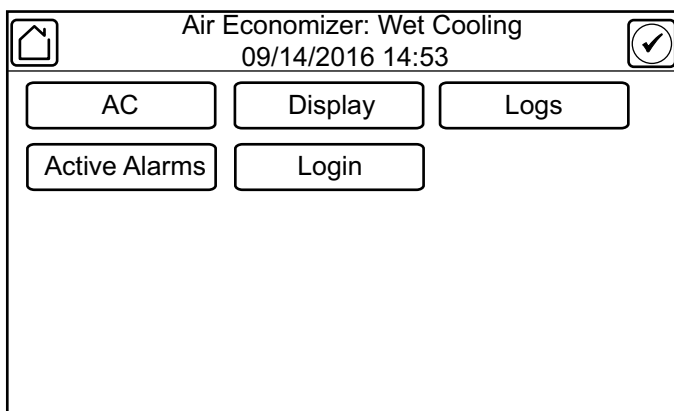 Air Economizer: Wet Cooling
09/14/2016 14:53
AC
Display
Logs
Active Alarms
Login